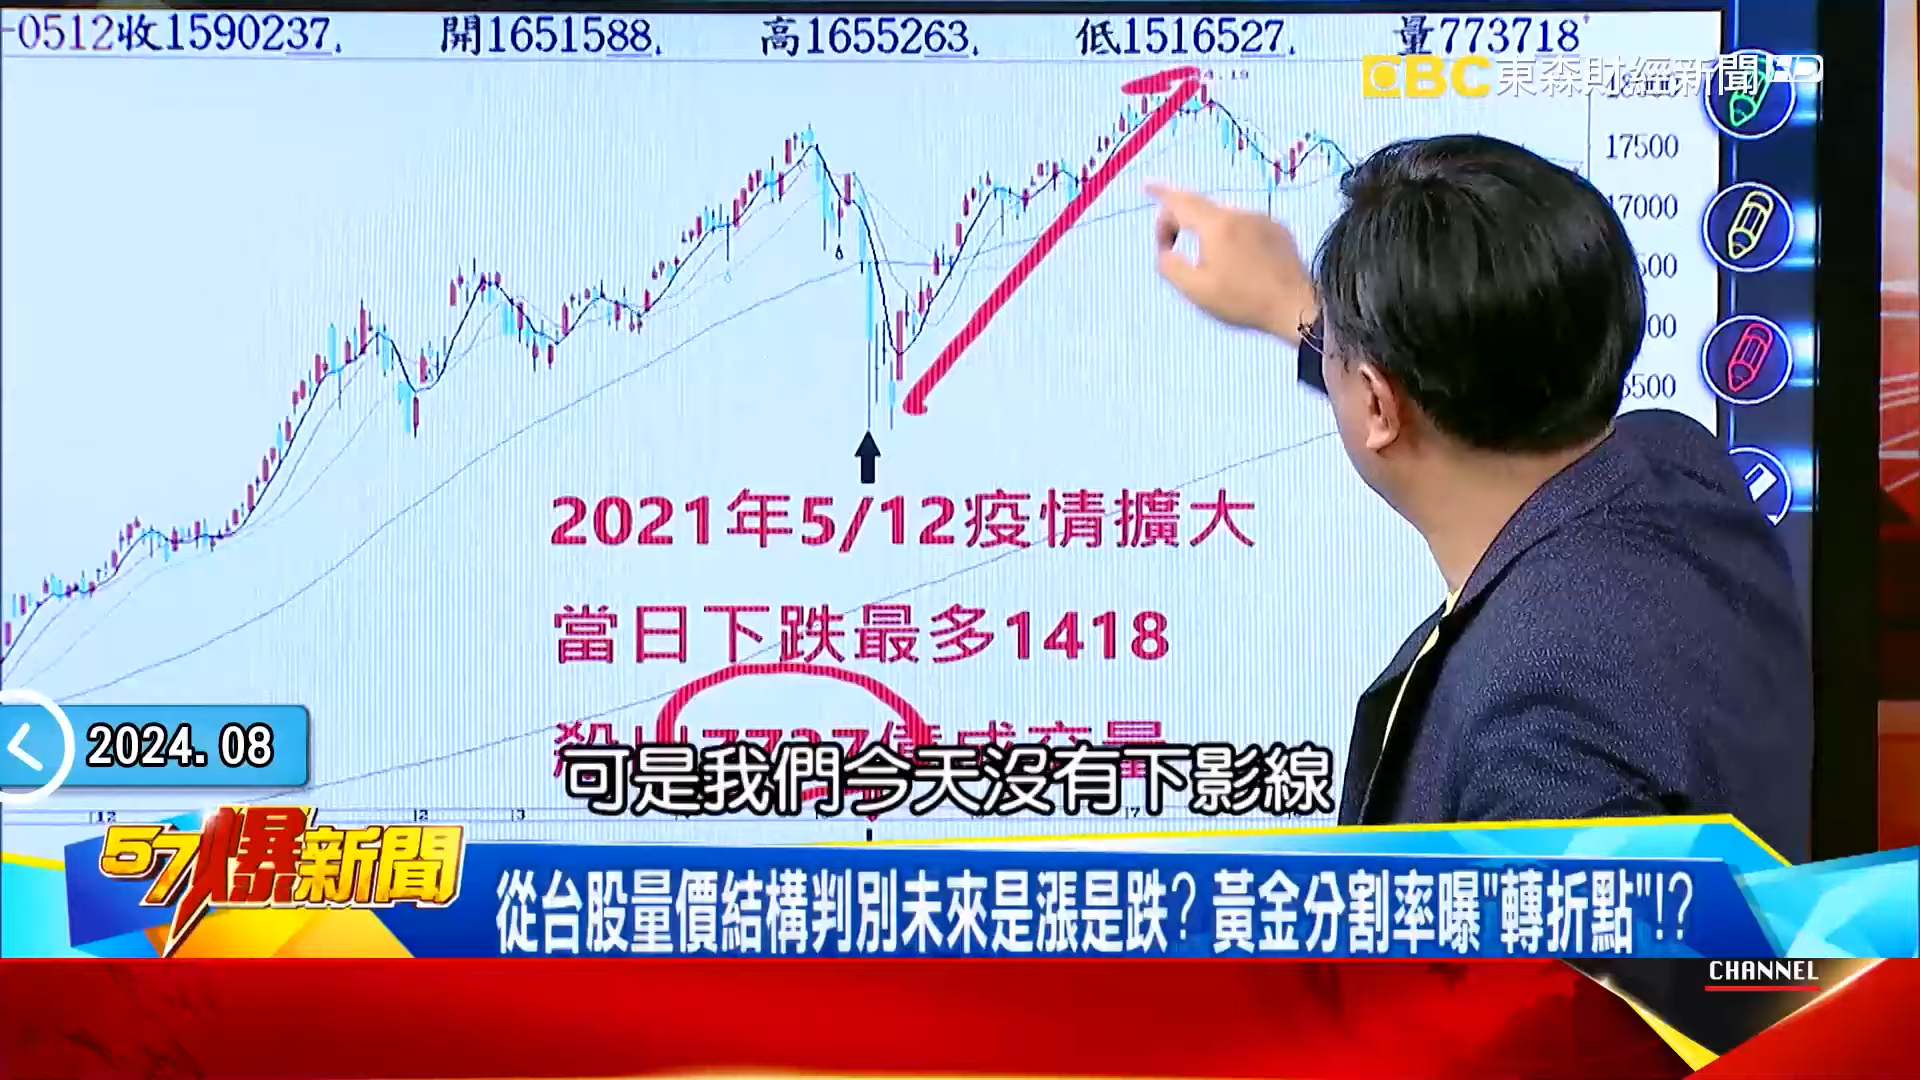 0512收1590237. 開1651588. 高1655263. 低1516527. 量773718
EBC 東森財經新聞 HD
17500
17000
2021年5/12疫情擴大
當日下跌最多1418
2024.08
可是我們今天沒有下影線
12 2 3 7
57爆新聞
從台股量價結構判別未來是漲是跌？黃金分割率曝"轉折點"!?
CHANNEL